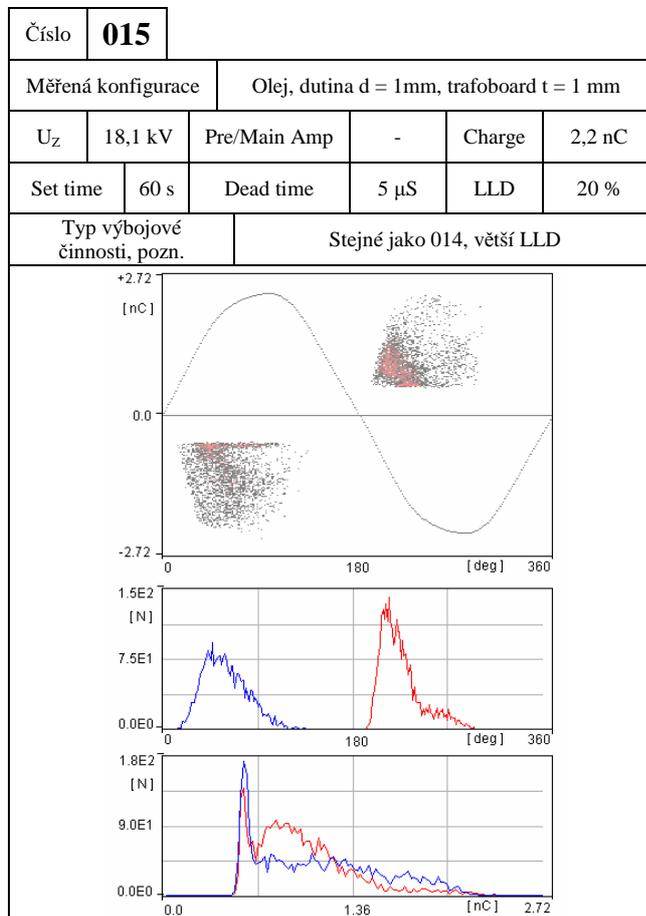 Číslo 015
Měřená konfigurace Olej, dutina d = 1mm, trafoboard t = 1 mm
UZ 18,1 kV Pre/Main Amp - Charge 2,2 nC
Set time 60 s Dead time 5 µS LLD 20 %
Typ výbojové
činnosti, pozn.
Stejné jako 014, větší LLD
+2.72
[nC]
0.0
-2.72
0 180 [deg] 360
1.5E2
[N]
7.5E1
0.0E0
0 180 [deg] 360
1.8E2
[N]
9.0E1
0.0E0
0.0 1.36 [nC] 2.72